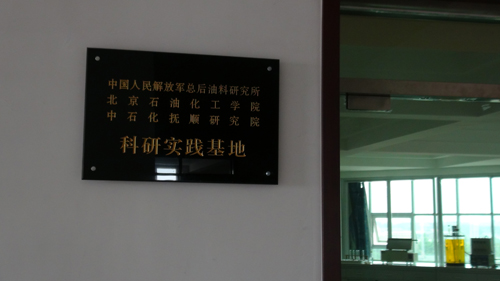 中国人民解放军总后油料研究所
北京石油化工学院
中石化抚顺研究院
科研实践基地